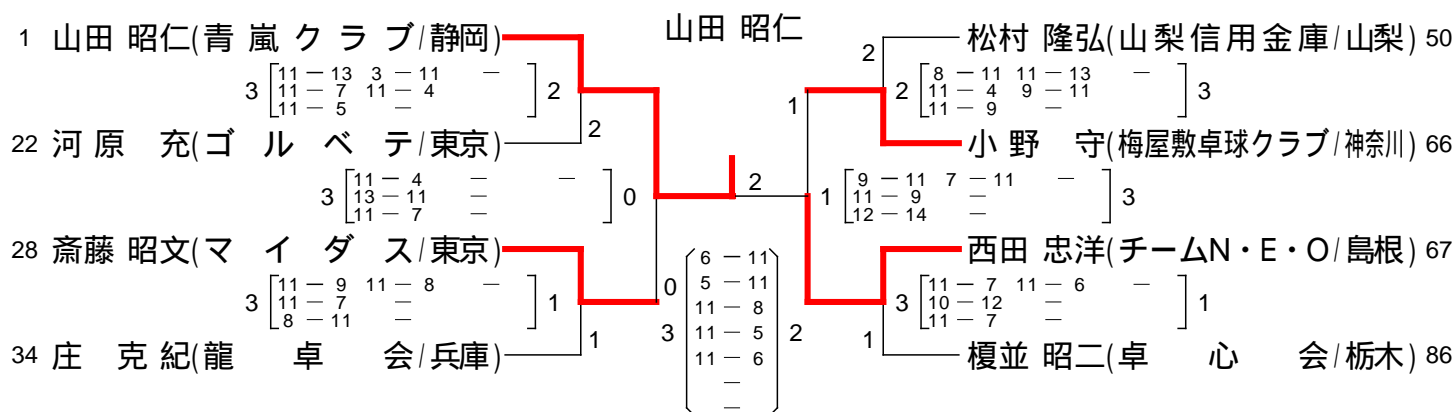 山田 昭仁
1 山田 昭仁(青 嵐 ク ラ ブ/静岡)
3 [11 － 13 3 － 11 －
11 － 7 11 － 4
11 － 5 －] 2
2
22 河 原 充(ゴ ル ベ テ/東京)
3 [11 － 4 － －
13 － 11 －
11 － 7 －] 0
28 斎藤 昭文(マ イ ダ ス/東京)
3 [11 － 9 11 － 8 －
11 － 7 －
8 － 11 －] 1
0
1
34 庄 克 紀(龍 卓 会/兵庫)
2
3 (6 － 11
5 － 11
11 － 8
11 － 5
11 － 6
－
－) 2
松村 隆弘(山 梨 信 用 金 庫/山梨) 50
2
2 [8 － 11 11 － 13 －
11 － 4 9 － 11
11 － 9 －] 3
1
小 野 守(梅屋敷卓球クラブ/神奈川) 66
1 [9 － 11 7 － 11 －
11 － 9 －
12 － 14 －] 3
西田 忠洋(チームN・E・O/島根) 67
3 [11 － 7 11 － 6 －
10 － 12 －
11 － 7 －] 1
1
榎並 昭二(卓 心 会/栃木) 86